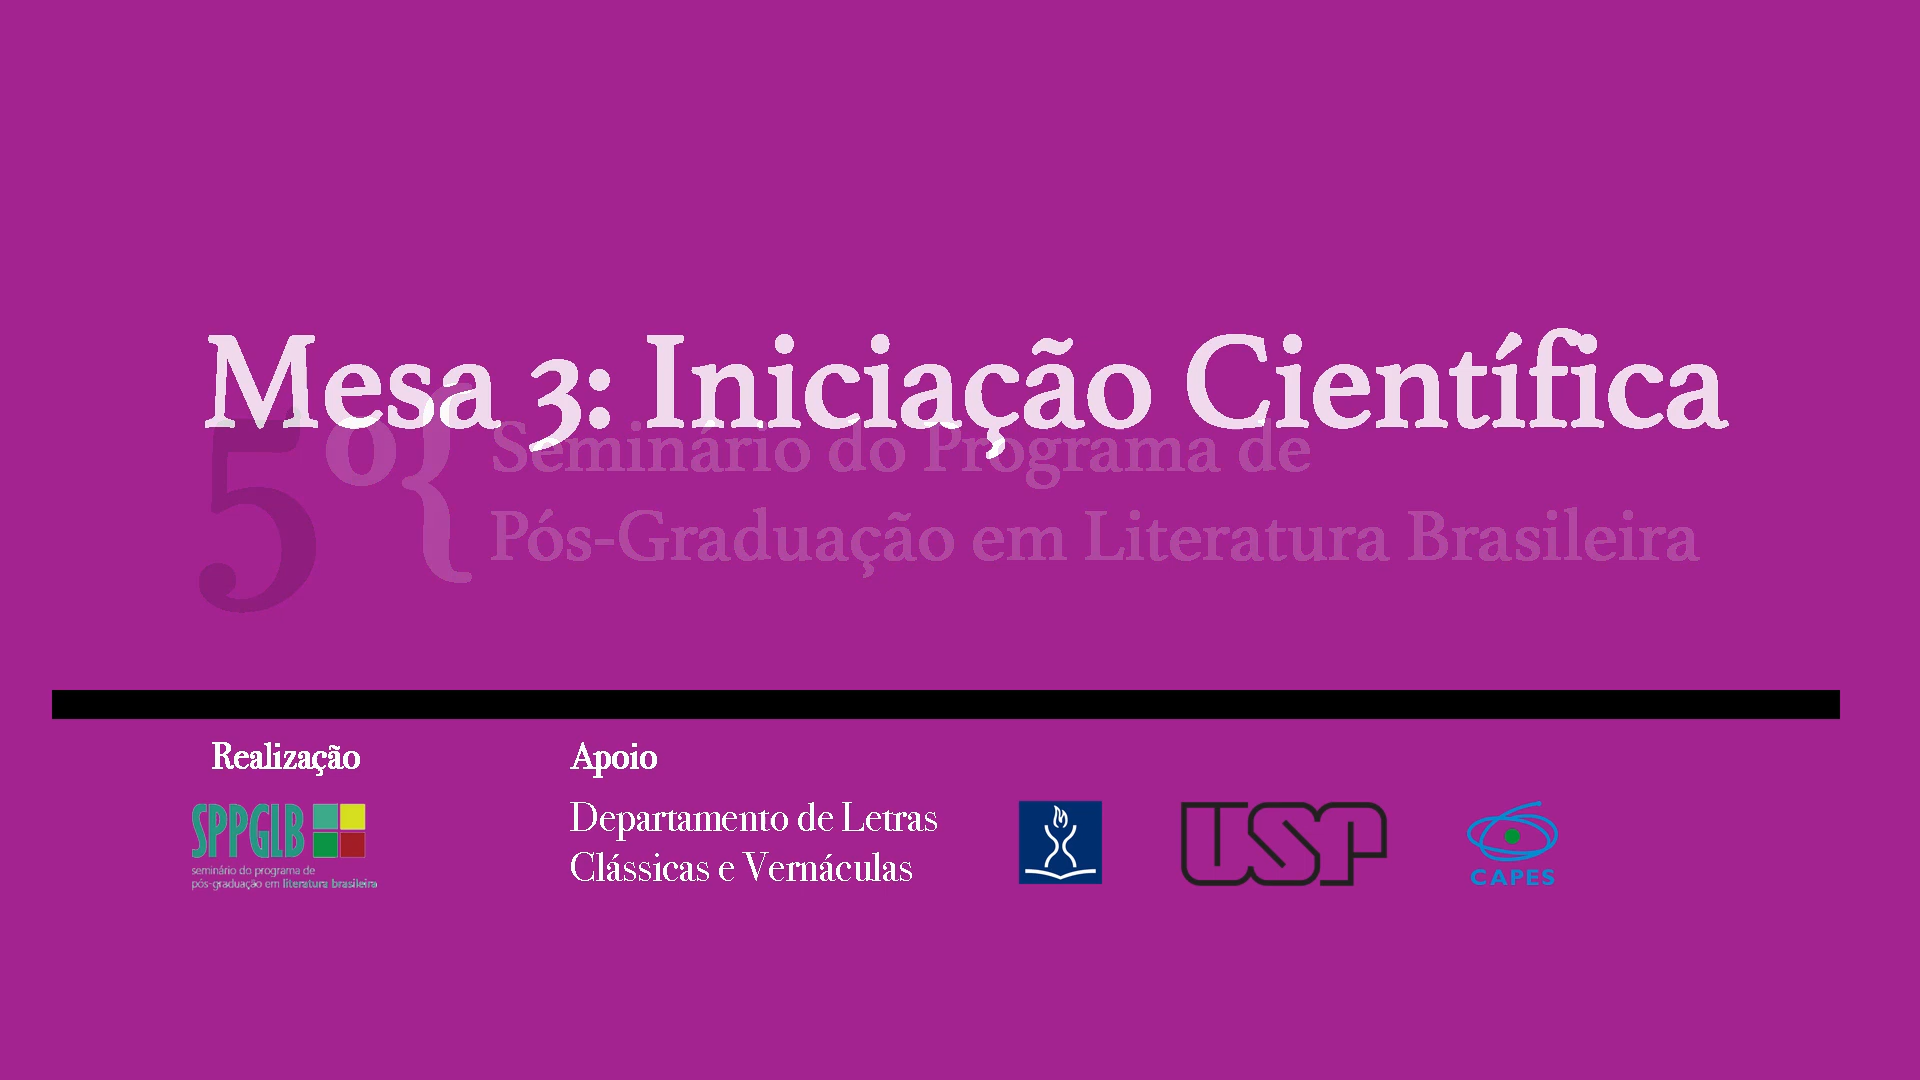 Mesa 3: Iniciação Científica
5º{ Seminário do Programa de
Pós-Graduação em Literatura Brasileira
Realização
Apoio
SPPGLB
seminário do programa de
pós-graduação em literatura brasileira
Departamento de Letras
Clássicas e Vernáculas
USP
CAPES